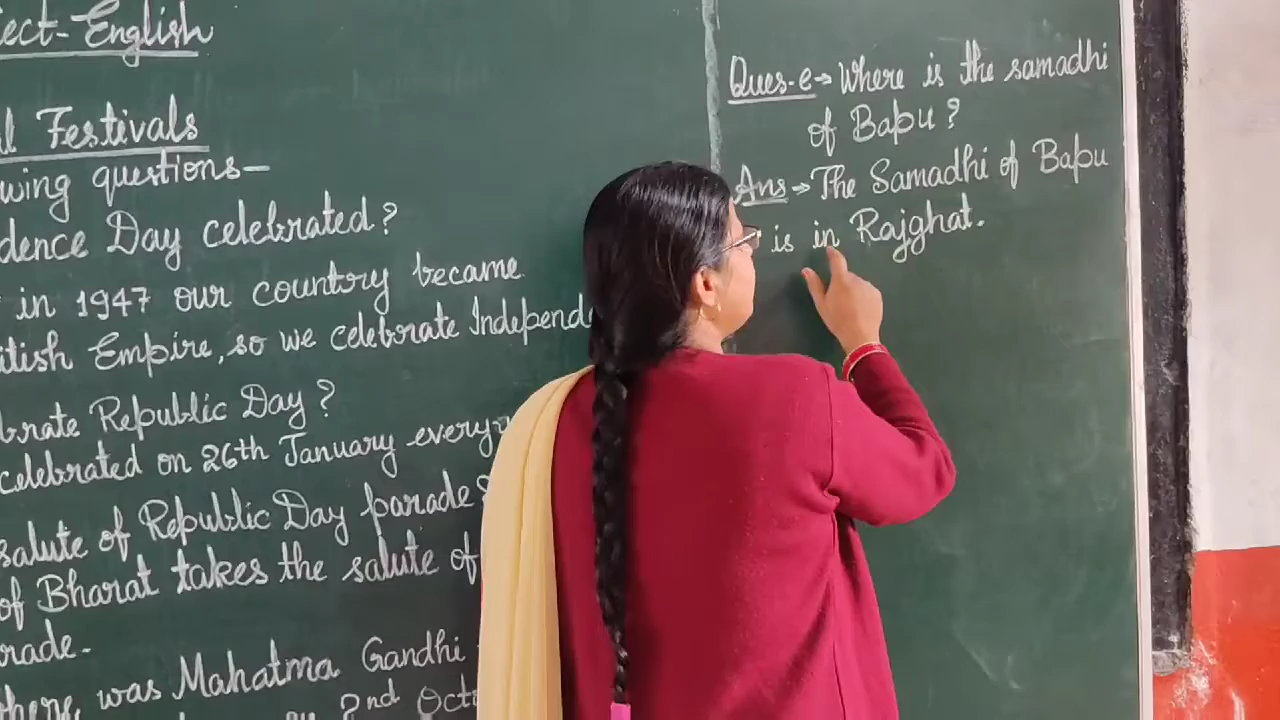 ect- English
l Festivals
wing questions-
dence Day celebrated?
in 1947 our country became
itish Empire, so we celebrate Independe
brate Republic Day?
celebrated on 26th January every
salute of Republic Day parade?
of Bharat takes the salute of
rade.
here was Mahatma Gandhi
2nd Octo
Ques-e→ Where is the samadhi
of Bapu?
Ans→ The Samadhi of Bapu
is in Rajghat.